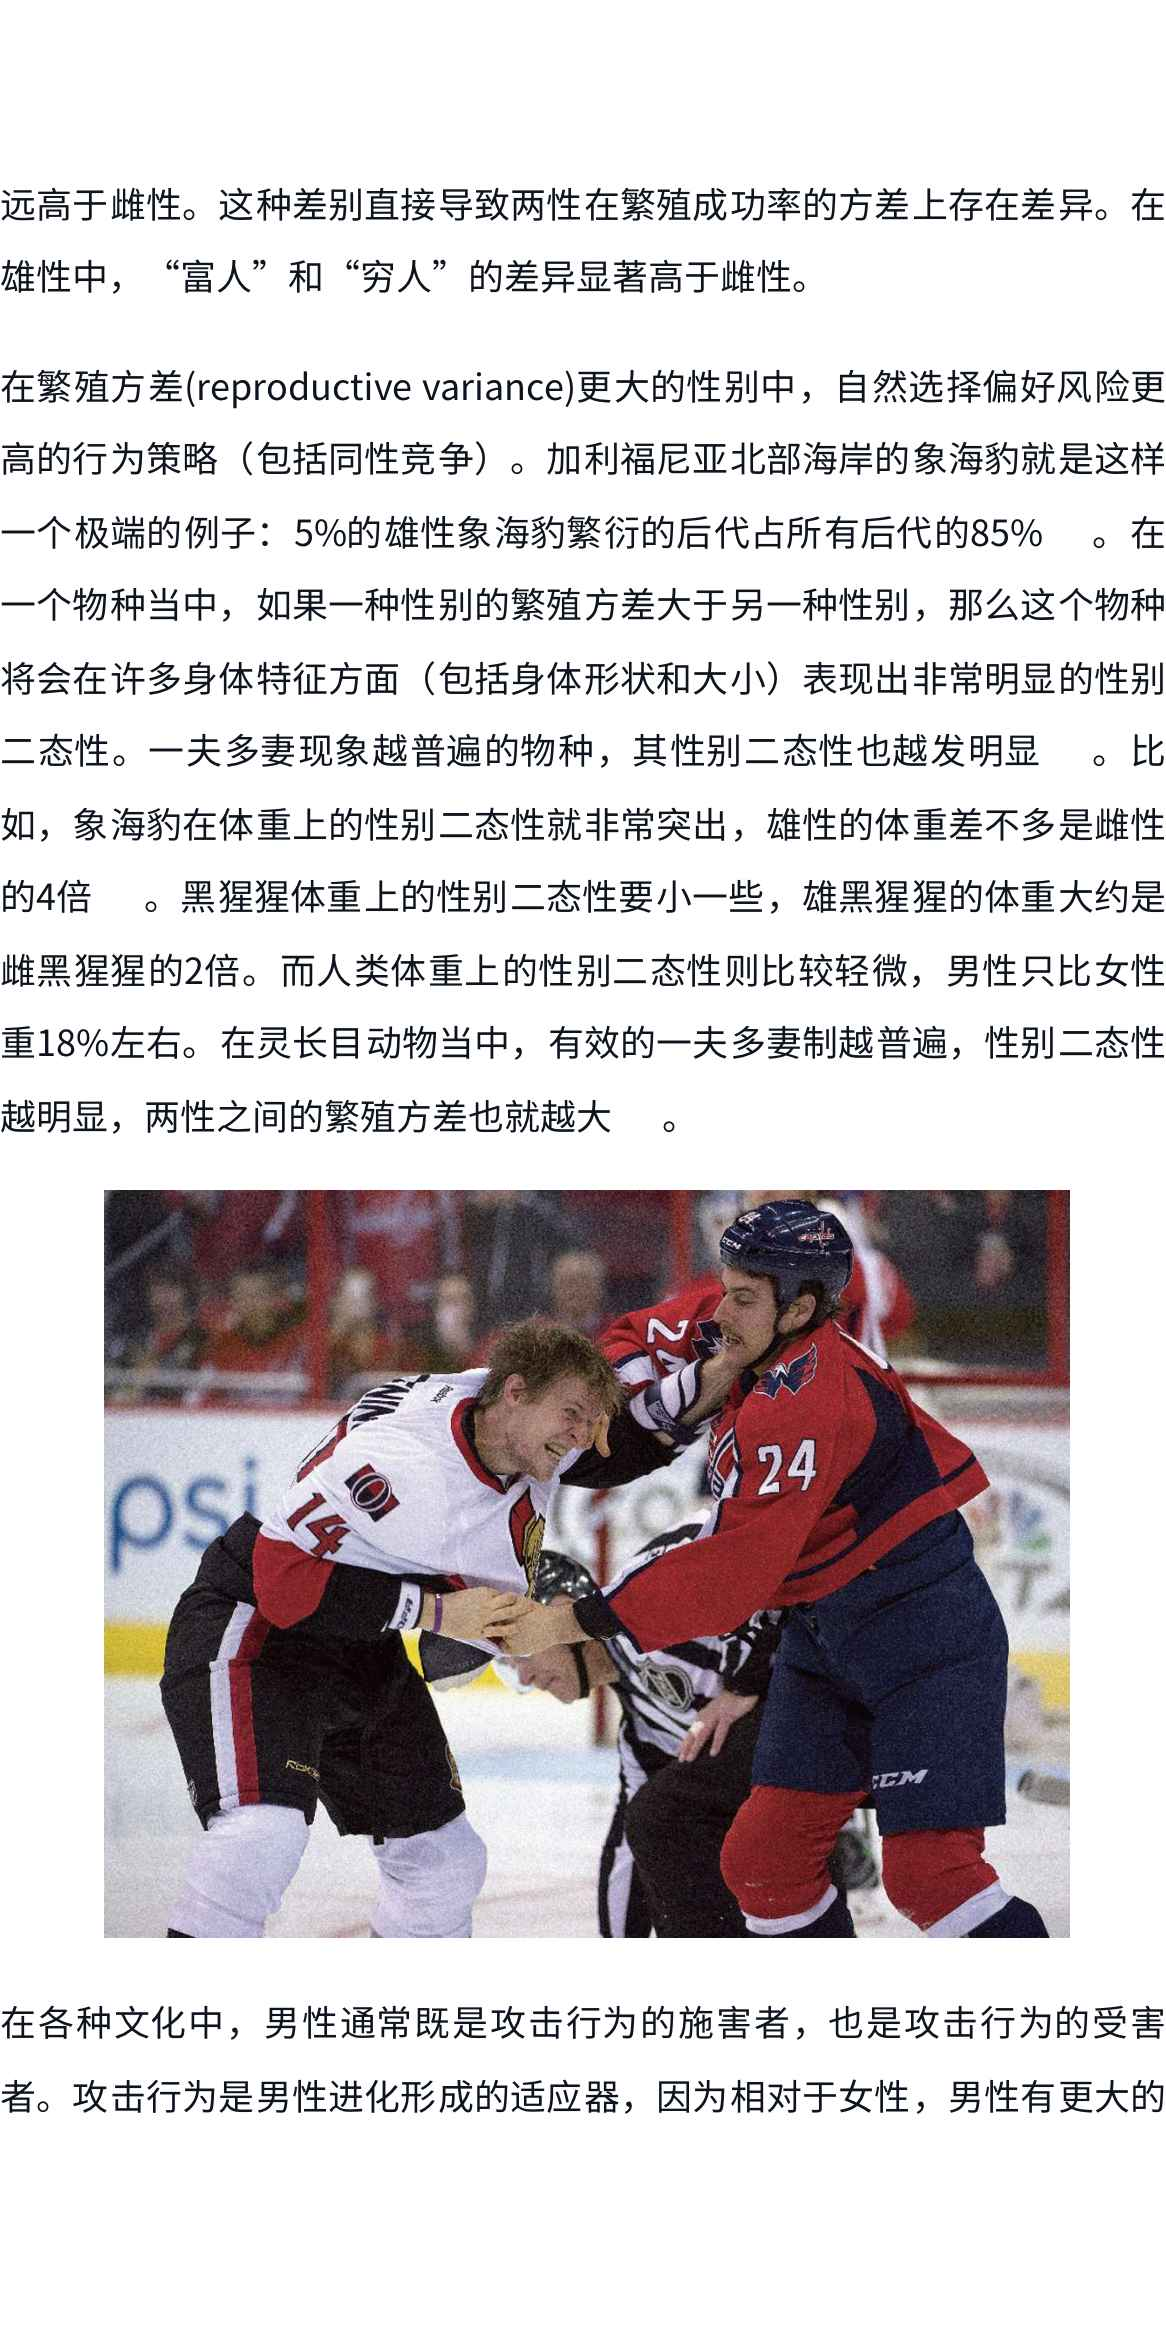 远高于雌性。这种差别直接导致两性在繁殖成功率的方差上存在差异。在
雄性中，“富人”和“穷人”的差异显著高于雌性。
在繁殖方差(reproductive variance)更大的性别中，自然选择偏好风险更
高的行为策略（包括同性竞争）。加利福尼亚北部海岸的象海豹就是这样
一个极端的例子：5%的雄性象海豹繁衍的后代占所有后代的85% 。在
一个物种当中，如果一种性别的繁殖方差大于另一种性别，那么这个物种
将会在许多身体特征方面（包括身体形状和大小）表现出非常明显的性别
二态性。一夫多妻现象越普遍的物种，其性别二态性也越发明显 。比
如，象海豹在体重上的性别二态性就非常突出，雄性的体重差不多是雌性
的4倍 。黑猩猩体重上的性别二态性要小一些，雄黑猩猩的体重大约是
雌黑猩猩的2倍。而人类体重上的性别二态性则比较轻微，男性只比女性
重18%左右。在灵长目动物当中，有效的一夫多妻制越普遍，性别二态性
越明显，两性之间的繁殖方差也就越大 。
CCM
capitals
24
24
Reebok
14
psi
CCM
在各种文化中，男性通常既是攻击行为的施害者，也是攻击行为的受害
者。攻击行为是男性进化形成的适应器，因为相对于女性，男性有更大的